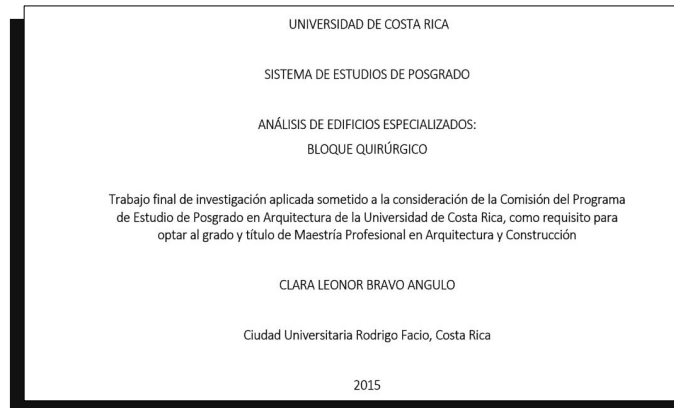 UNIVERSIDAD DE COSTA RICA
SISTEMA DE ESTUDIOS DE POSGRADO
ANÁLISIS DE EDIFICIOS ESPECIALIZADOS:
BLOQUE QUIRÚRGICO
Trabajo final de investigación aplicada sometido a la consideración de la Comisión del Programa
de Estudio de Posgrado en Arquitectura de la Universidad de Costa Rica, como requisito para
optar al grado y título de Maestría Profesional en Arquitectura y Construcción
CLARA LEONOR BRAVO ANGULO
Ciudad Universitaria Rodrigo Facio, Costa Rica
2015